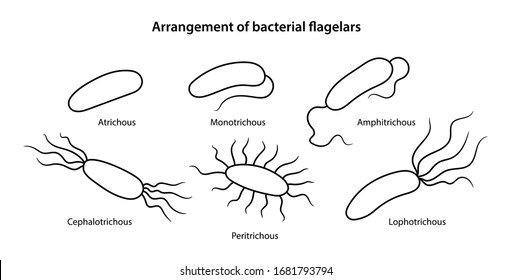 Arrangement of bacterial flagelars
Atrichous
Monotrichous
Amphitrichous
Cephalotrichous
Peritrichous
Lophotrichous
shutterstock.com · 1681793794